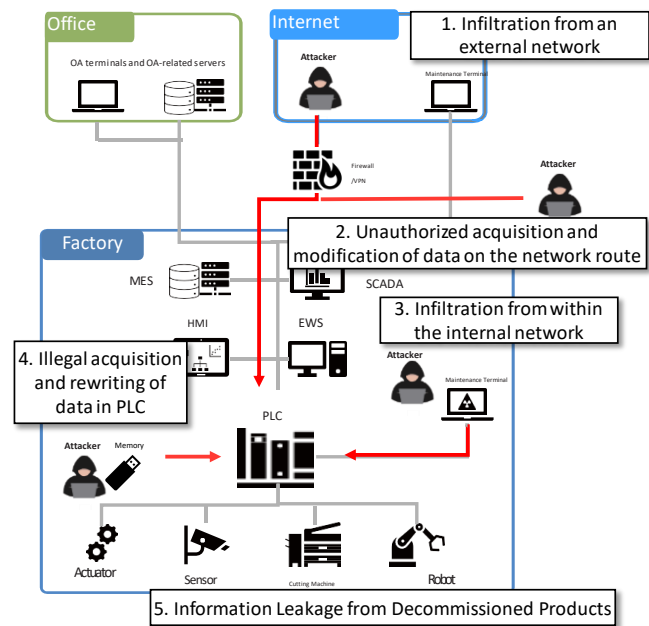 Office
Internet
1. Infiltration from an
external network
OA terminals and OA-related servers
Attacker
Maintenance Terminal
Firewall
/VPN
Attacker
2. Unauthorized acquisition and
modification of data on the network route
Factory
MES
SCADA
3. Infiltration from within
the internal network
HMI
EWS
4. Illegal acquisition
and rewriting of
data in PLC
Attacker
Maintenance Terminal
PLC
Attacker
Memory
Actuator
Sensor
Cutting Machine
Robot
5. Information Leakage from Decommissioned Products